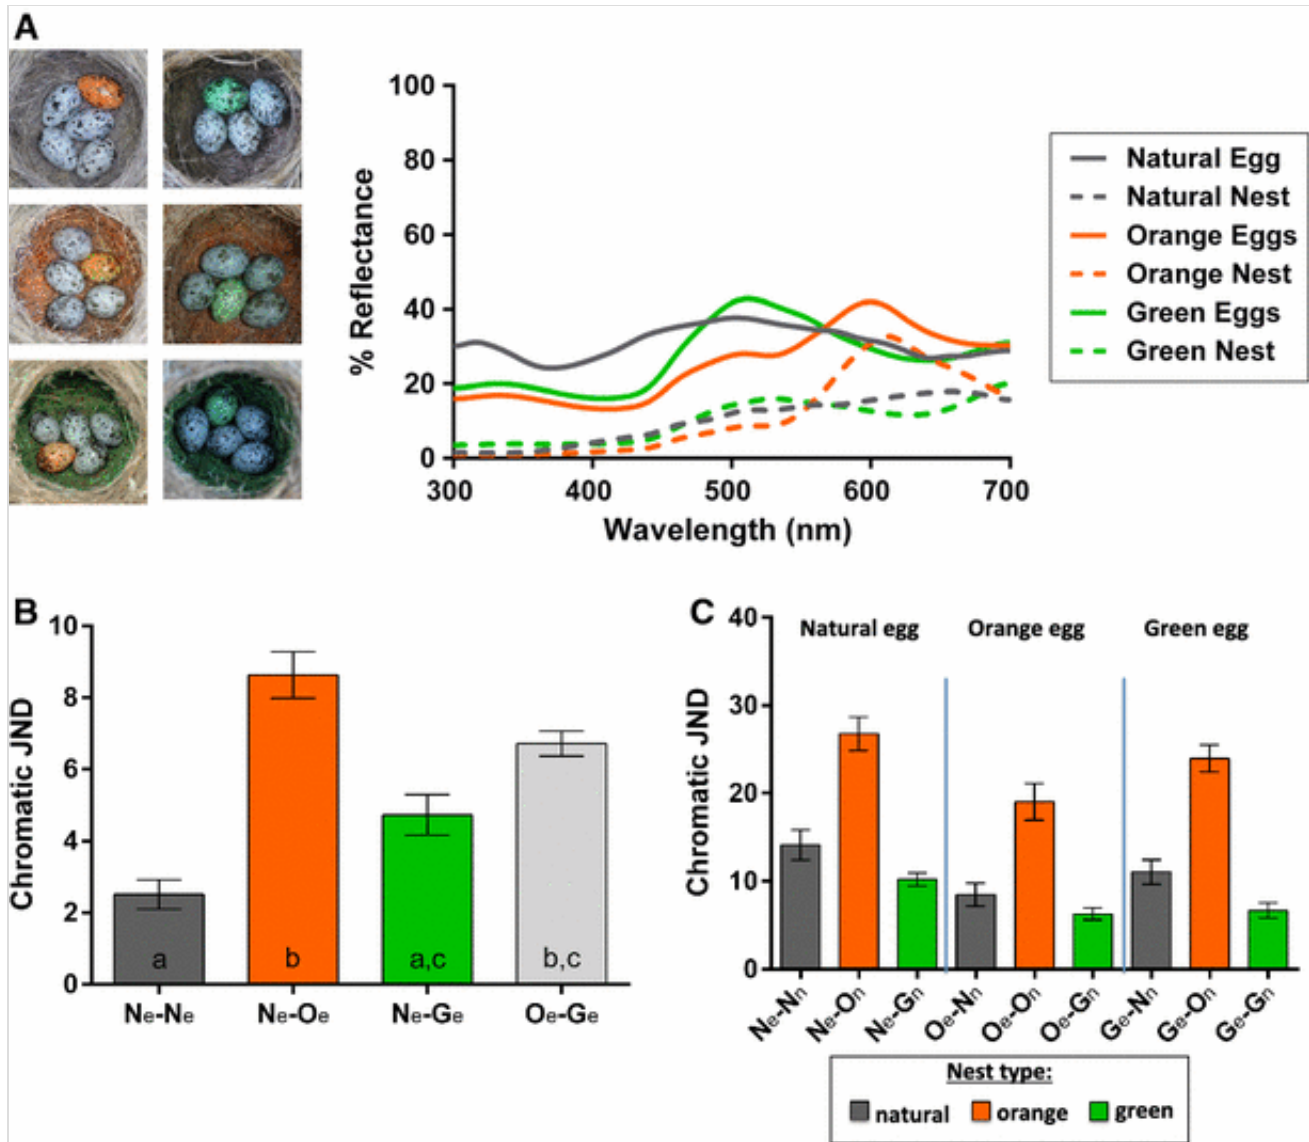 A
% Reflectance
100
80
60
40
20
0
300 400 500 600 700
Wavelength (nm)
Natural Egg
Natural Nest
Orange Eggs
Orange Nest
Green Eggs
Green Nest
B
Chromatic JND
10
8
6
4
2
0
a b a,c b,c
Ne-Ne Ne-Oe Ne-Ge Oe-Ge
C
Chromatic JND
40
30
20
10
0
Natural egg Orange egg Green egg
Ne-Nn Ne-On Ne-Gn Oe-Nn Oe-On Oe-Gn Ge-Nn Ge-On Ge-Gn
Nest type:
natural orange green